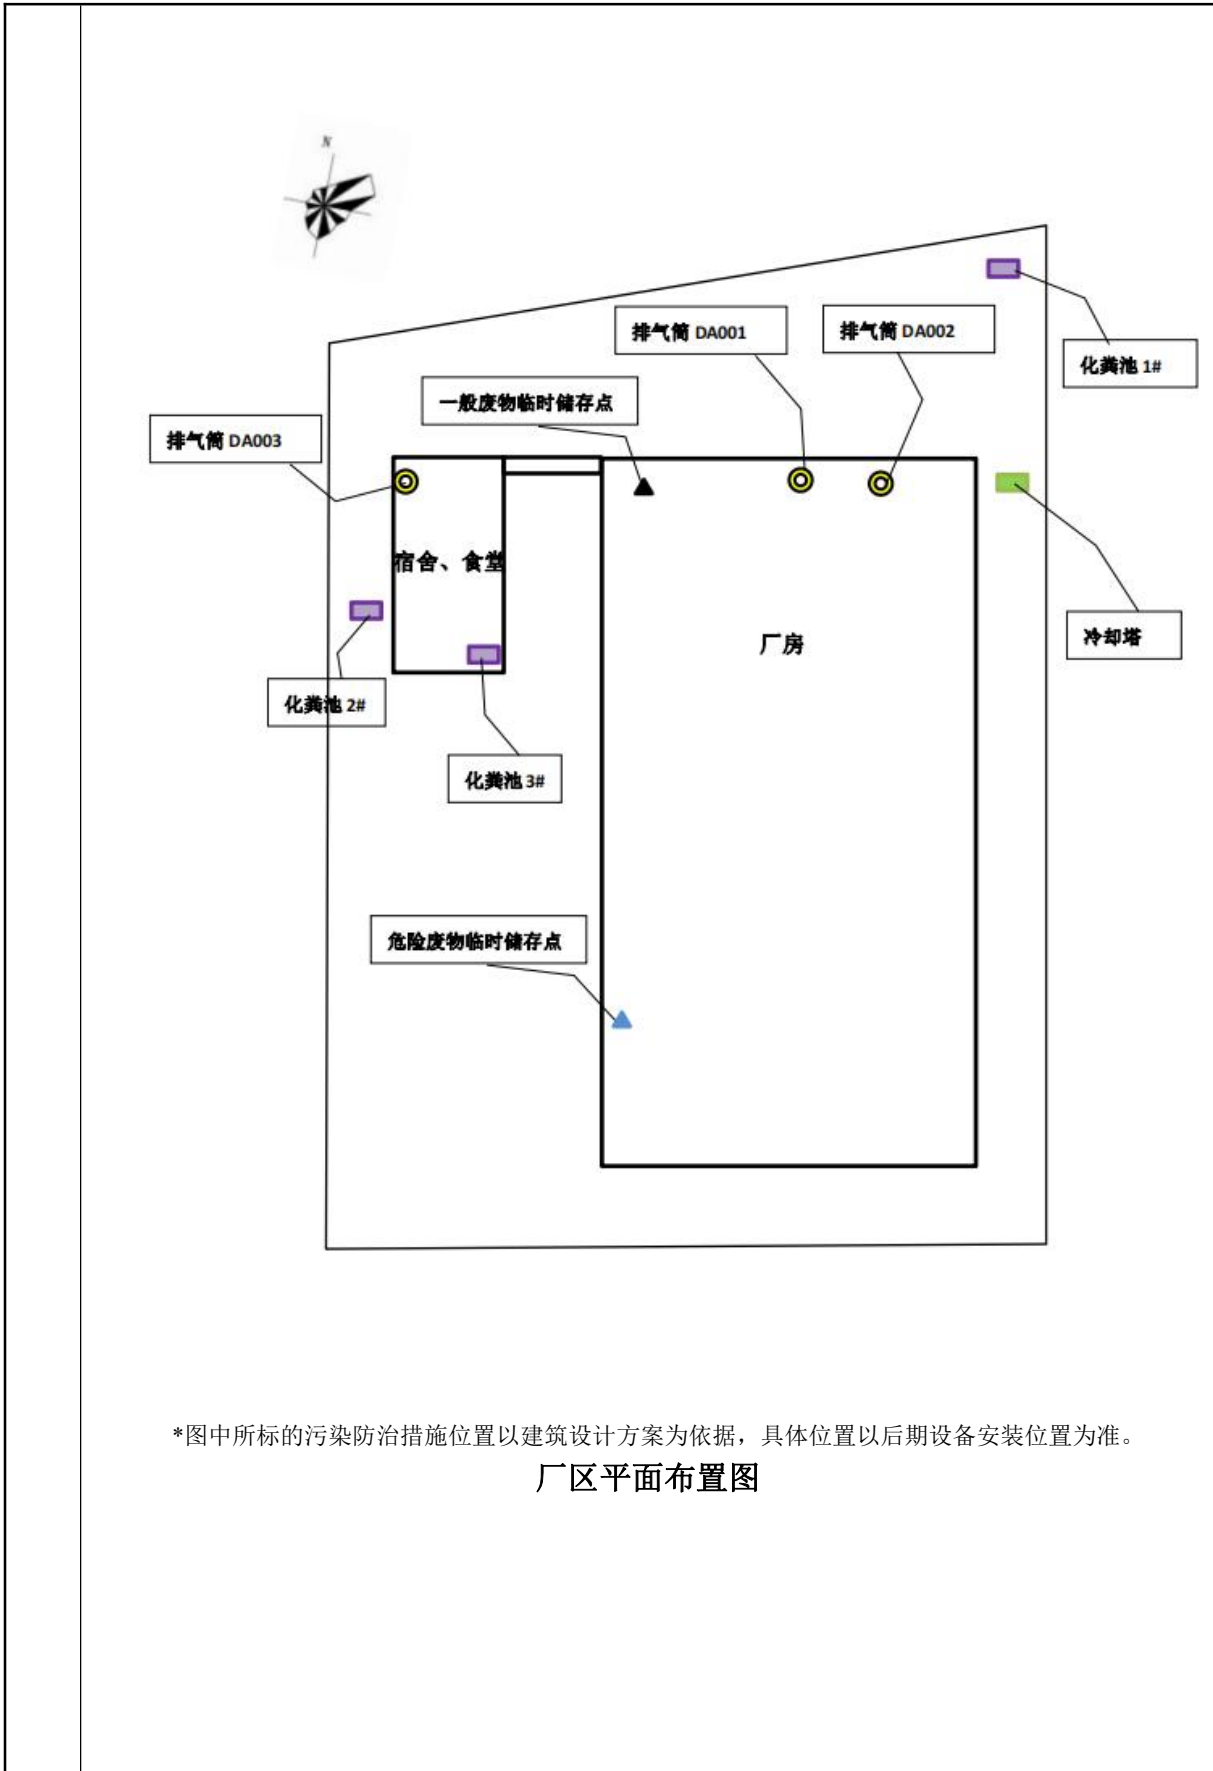 N
排气筒 DA001
排气筒 DA002
化粪池 1#
一般废物临时储存点
排气筒 DA003
宿舍、食堂
厂房
冷却塔
化粪池 2#
化粪池 3#
危险废物临时储存点
*图中所标的污染防治措施位置以建筑设计方案为依据，具体位置以后期设备安装位置为准。
厂区平面布置图